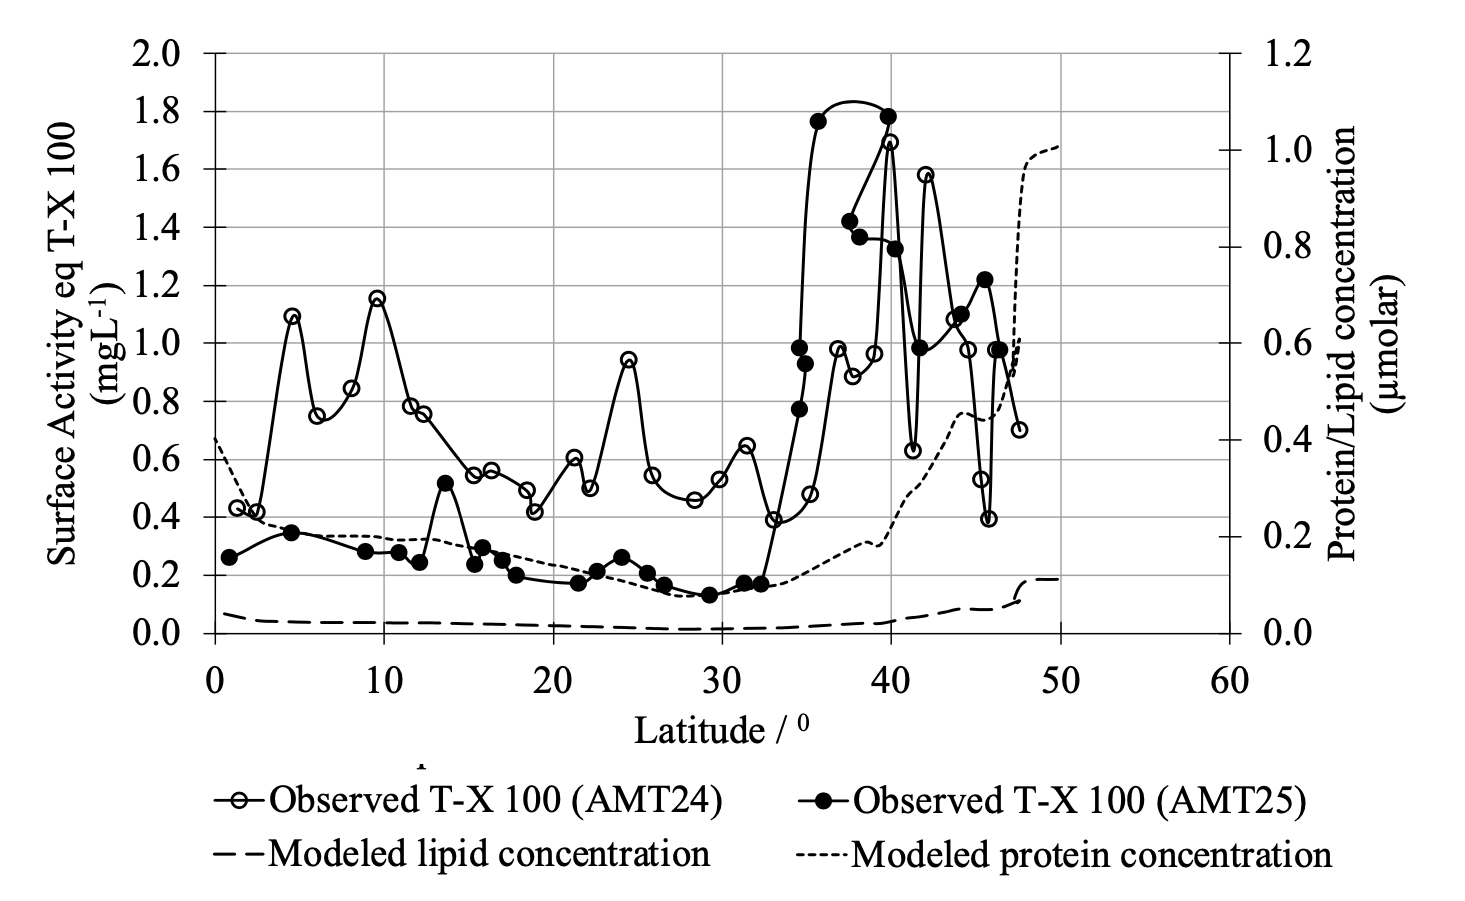 2.0
1.8
1.6
1.4
1.2
1.0
0.8
0.6
0.4
0.2
0.0
Surface Activity eq T-X 100
(mgL⁻¹)
1.2
1.0
0.8
0.6
0.4
0.2
0.0
Protein/Lipid concentration
(µmolar)
0 10 20 30 40 50 60
Latitude / ⁰
Observed T-X 100 (AMT24)
Observed T-X 100 (AMT25)
Modeled lipid concentration
Modeled protein concentration